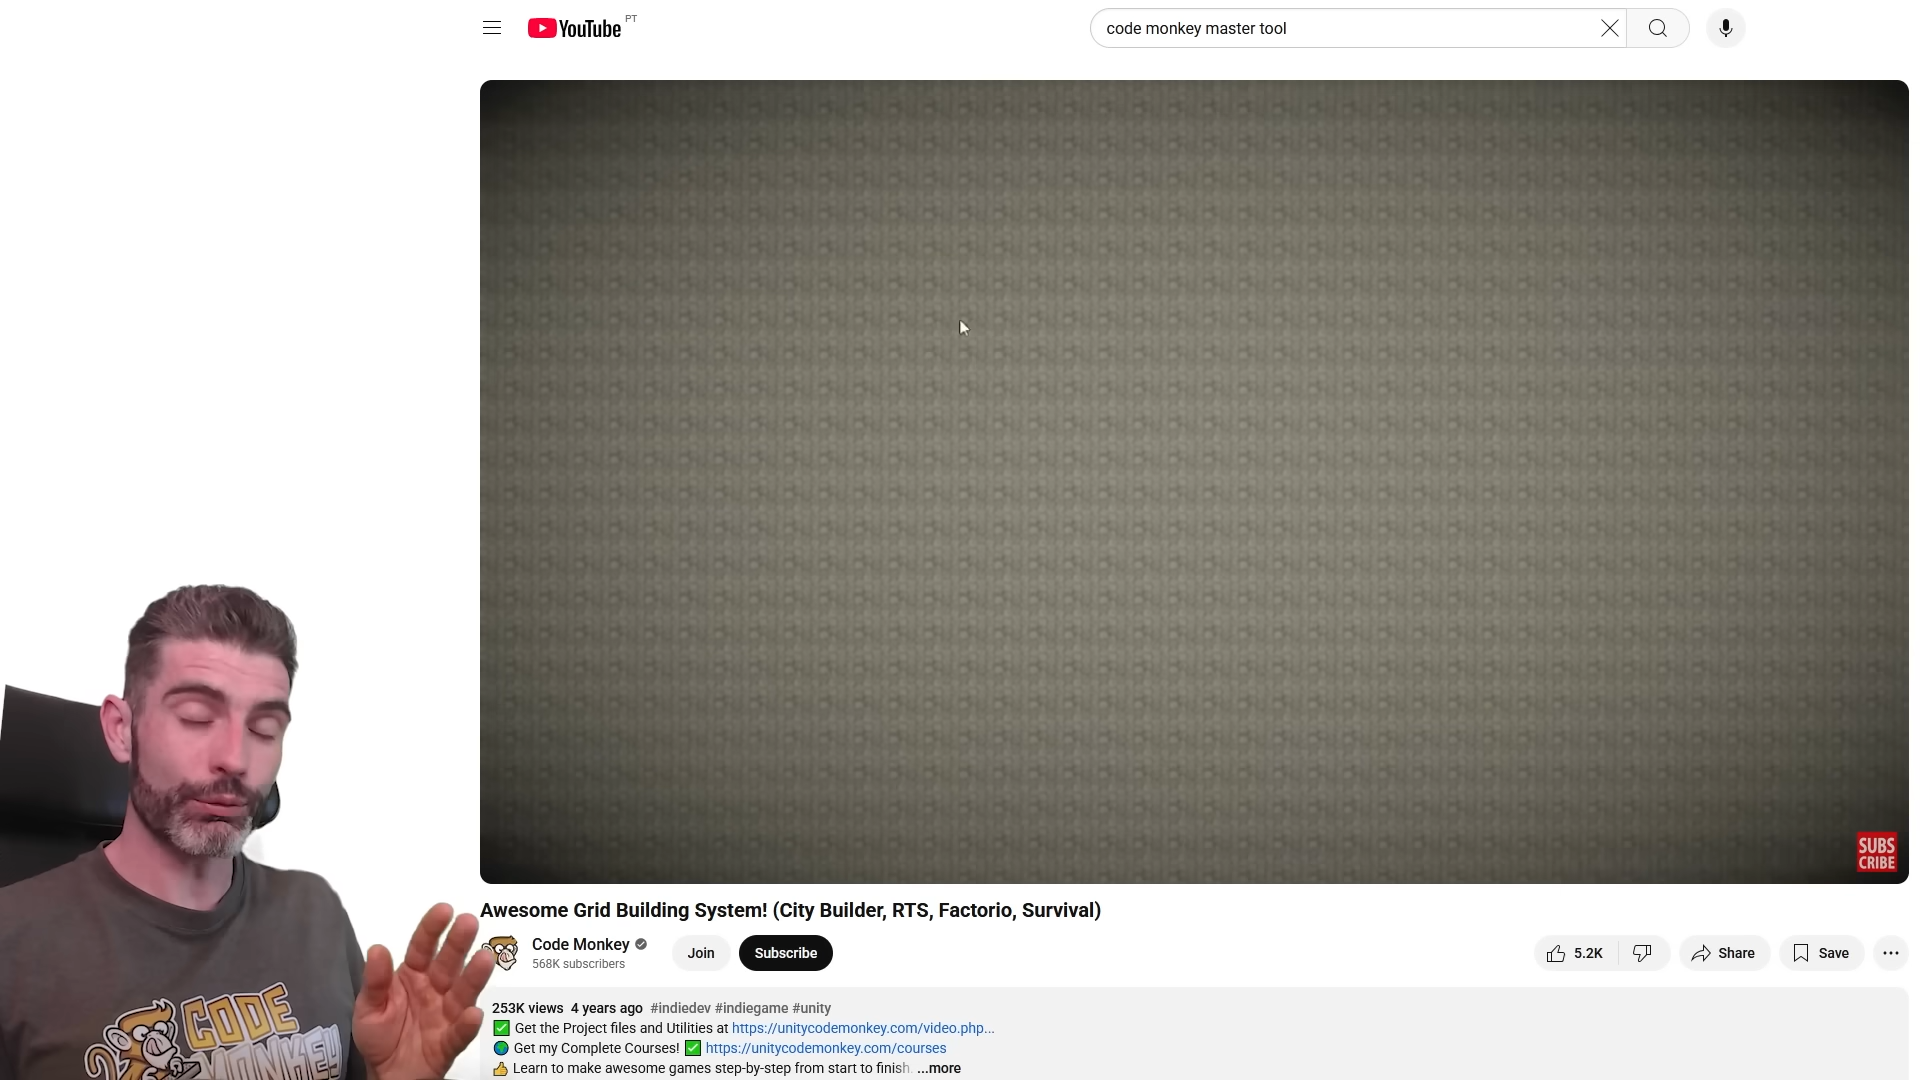 YouTube PT
code monkey master tool
SUBS
CRIBE
Awesome Grid Building System! (City Builder, RTS, Factorio, Survival)
Code Monkey
568K subscribers
Join
Subscribe
5.2K
Share
Save
253K views 4 years ago #indiedev #indiegame #unity
✅ Get the Project files and Utilities at https://unitycodemonkey.com/video.php...
🌍 Get my Complete Courses! ✅ https://unitycodemonkey.com/courses
👍 Learn to make awesome games step-by-step from start to finish. ...more
CODE
MONKEY